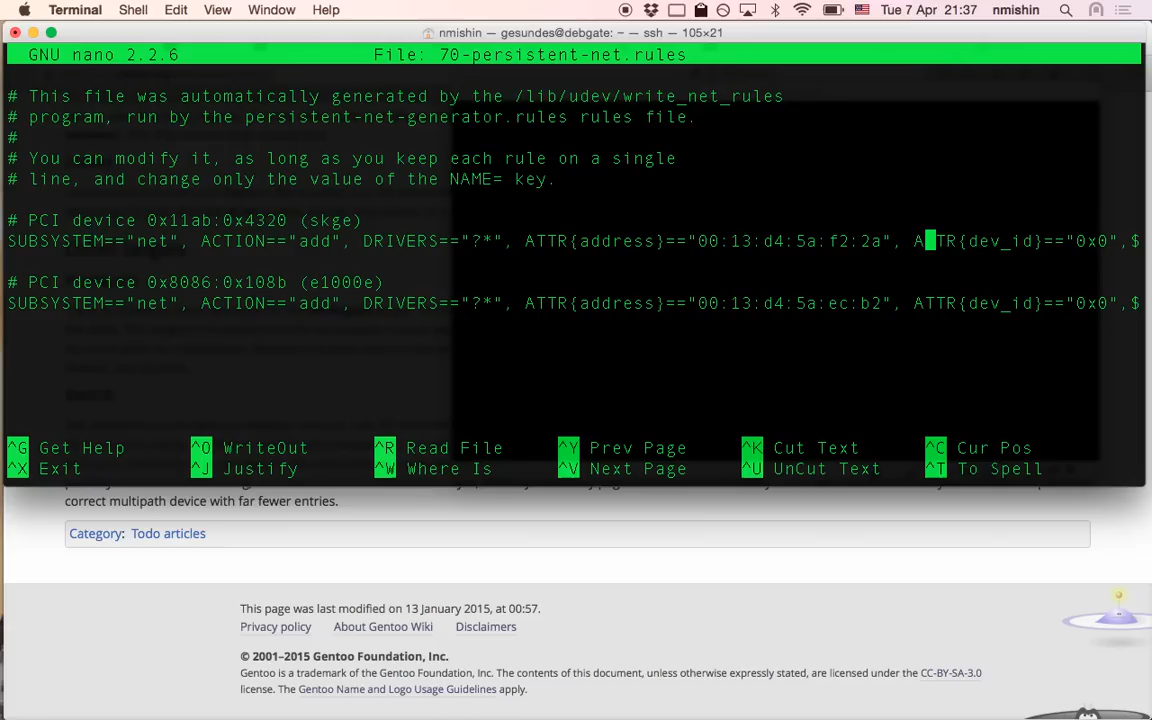 Terminal Shell Edit View Window Help Tue 7 Apr 21:37 nmishin
nmishin — gesundes@debgate: ~ — ssh — 105×21
GNU nano 2.2.6 File: 70-persistent-net.rules
# This file was automatically generated by the /lib/udev/write_net_rules
# program, run by the persistent-net-generator.rules rules file.
#
# You can modify it, as long as you keep each rule on a single
# line, and change only the value of the NAME= key.
# PCI device 0x11ab:0x4320 (skge)
SUBSYSTEM=="net", ACTION=="add", DRIVERS=="?*", ATTR{address}=="00:13:d4:5a:f2:2a", ATTR{dev_id}=="0x0",$
# PCI device 0x8086:0x108b (e1000e)
SUBSYSTEM=="net", ACTION=="add", DRIVERS=="?*", ATTR{address}=="00:13:d4:5a:ec:b2", ATTR{dev_id}=="0x0",$
^G Get Help ^O WriteOut ^R Read File ^Y Prev Page ^K Cut Text ^C Cur Pos
^X Exit ^J Justify ^W Where Is ^V Next Page ^U UnCut Text ^T To Spell
correct multipath device with far fewer entries.
Category: Todo articles
This page was last modified on 13 January 2015, at 00:57.
Privacy policy About Gentoo Wiki Disclaimers
© 2001–2015 Gentoo Foundation, Inc.
Gentoo is a trademark of the Gentoo Foundation, Inc. The contents of this document, unless otherwise expressly stated, are licensed under the CC-BY-SA-3.0
license. The Gentoo Name and Logo Usage Guidelines apply.